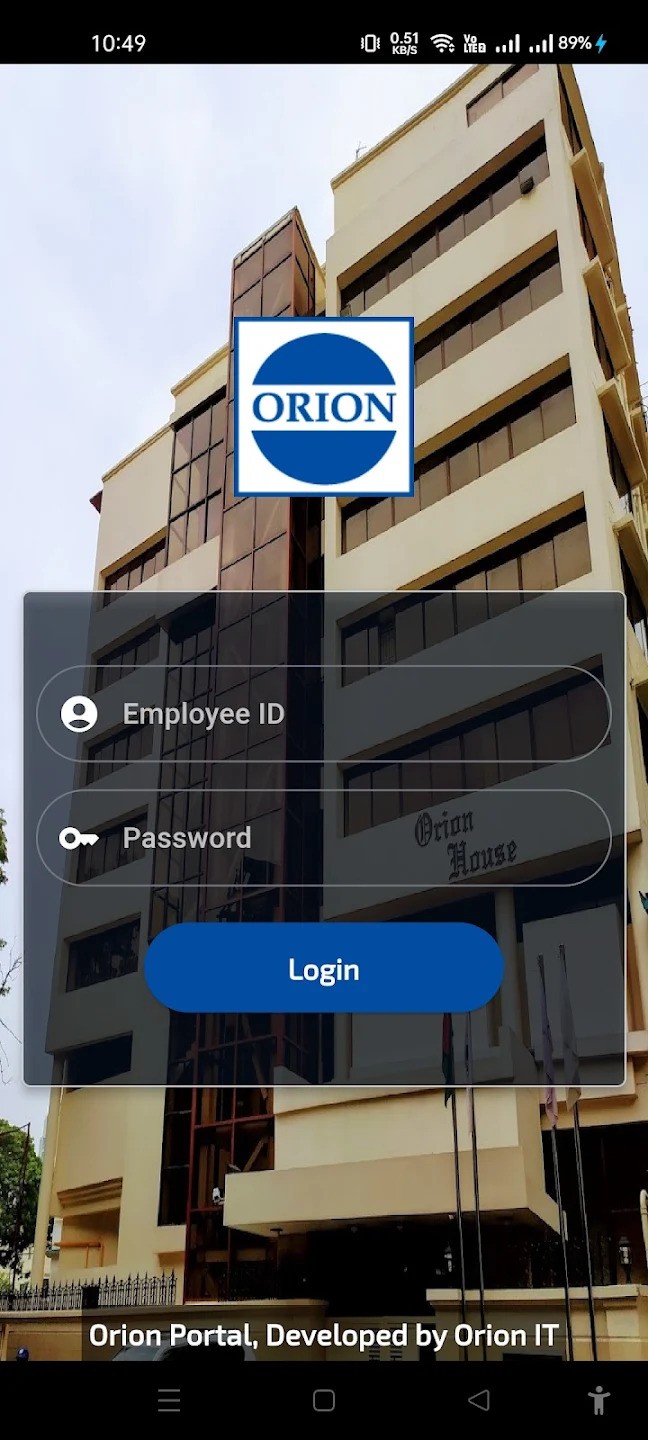 10:49
0.51
KB/S
Vo
LTE2
89%
ORION
Employee ID
Password
Orion
House
Login
Orion Portal, Developed by Orion IT